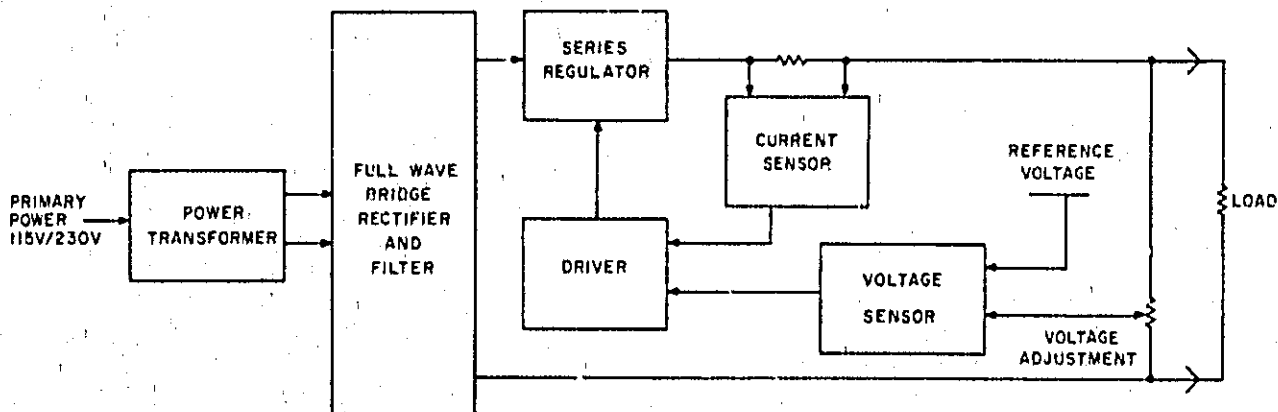 SERIES
REGULATOR
CURRENT
SENSOR
REFERENCE
VOLTAGE
PRIMARY
POWER
115V/230V
POWER
TRANSFORMER
FULL WAVE
BRIDGE
RECTIFIER
AND
FILTER
DRIVER
VOLTAGE
SENSOR
LOAD
VOLTAGE
ADJUSTMENT